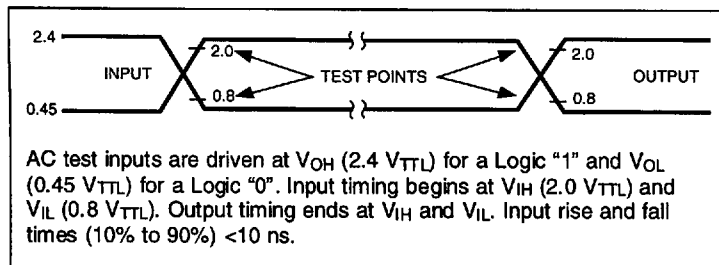 2.4
2.0
2.0
INPUT
TEST POINTS
OUTPUT
0.8
0.8
0.45
AC test inputs are driven at VOH (2.4 VTTL) for a Logic "1" and VOL
(0.45 VTTL) for a Logic "0". Input timing begins at VIH (2.0 VTTL) and
VIL (0.8 VTTL). Output timing ends at VIH and VIL. Input rise and fall
times (10% to 90%) <10 ns.